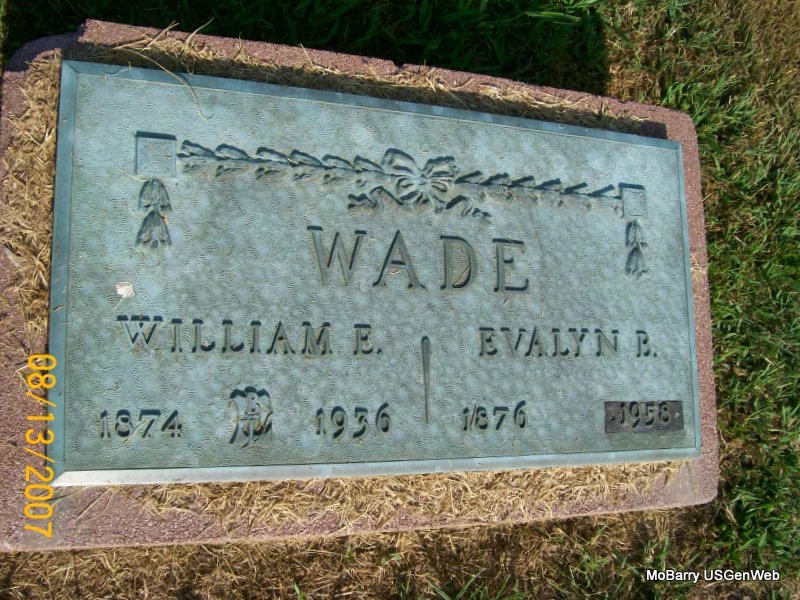 WADE
WILLIAM E. EVALYN B.
1874 1936 1876 ·1958·
08/13/2007
MoBarry USGenWeb